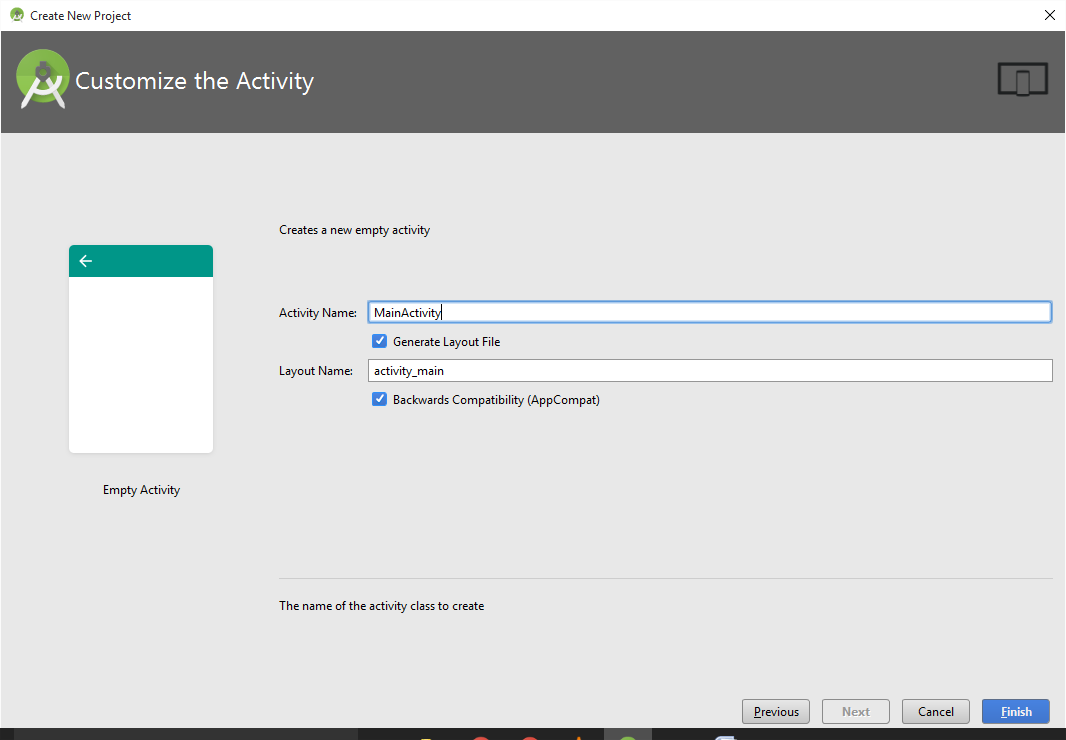 Create New Project
Customize the Activity
Creates a new empty activity
Activity Name: MainActivity
Generate Layout File
Layout Name: activity_main
Backwards Compatibility (AppCompat)
Empty Activity
The name of the activity class to create
Previous Next Cancel Finish